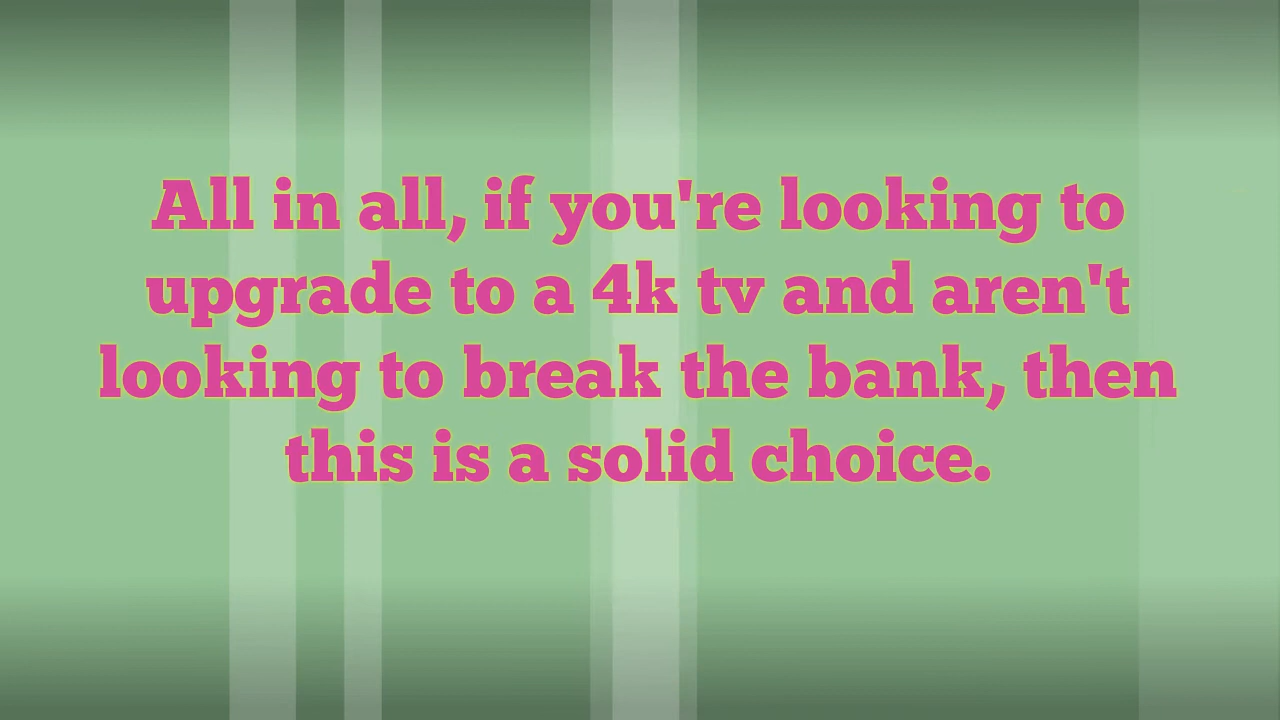 All in all, if you're looking to
upgrade to a 4k tv and aren't
looking to break the bank, then
this is a solid choice.